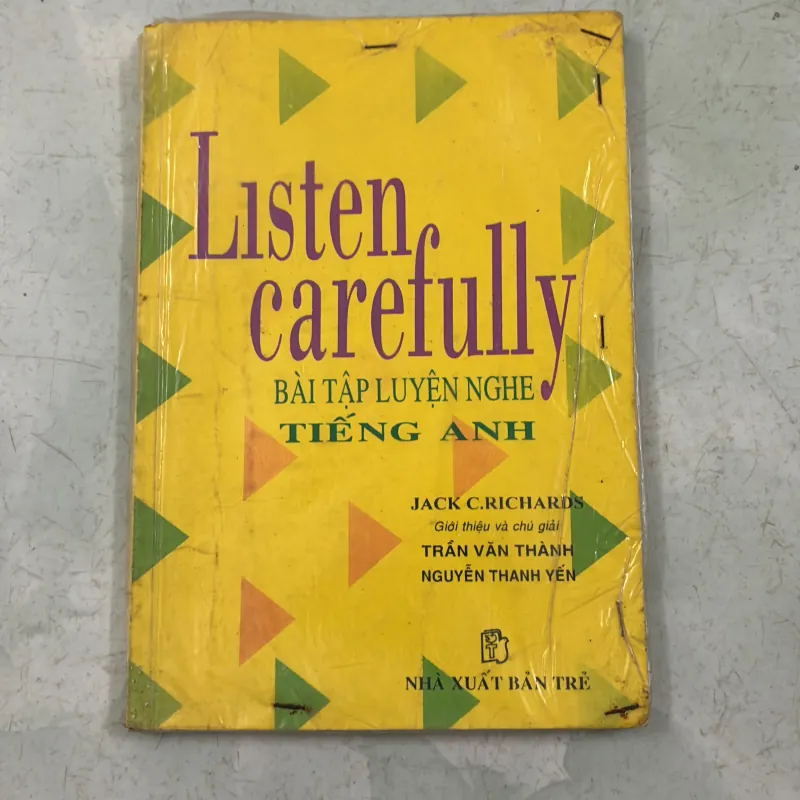 Listen
carefully
BÀI TẬP LUYỆN NGHE
TIẾNG ANH
JACK C.RICHARDS
Giới thiệu và chú giải
TRẦN VĂN THÀNH
NGUYỄN THANH YẾN
NHÀ XUẤT BẢN TRẺ